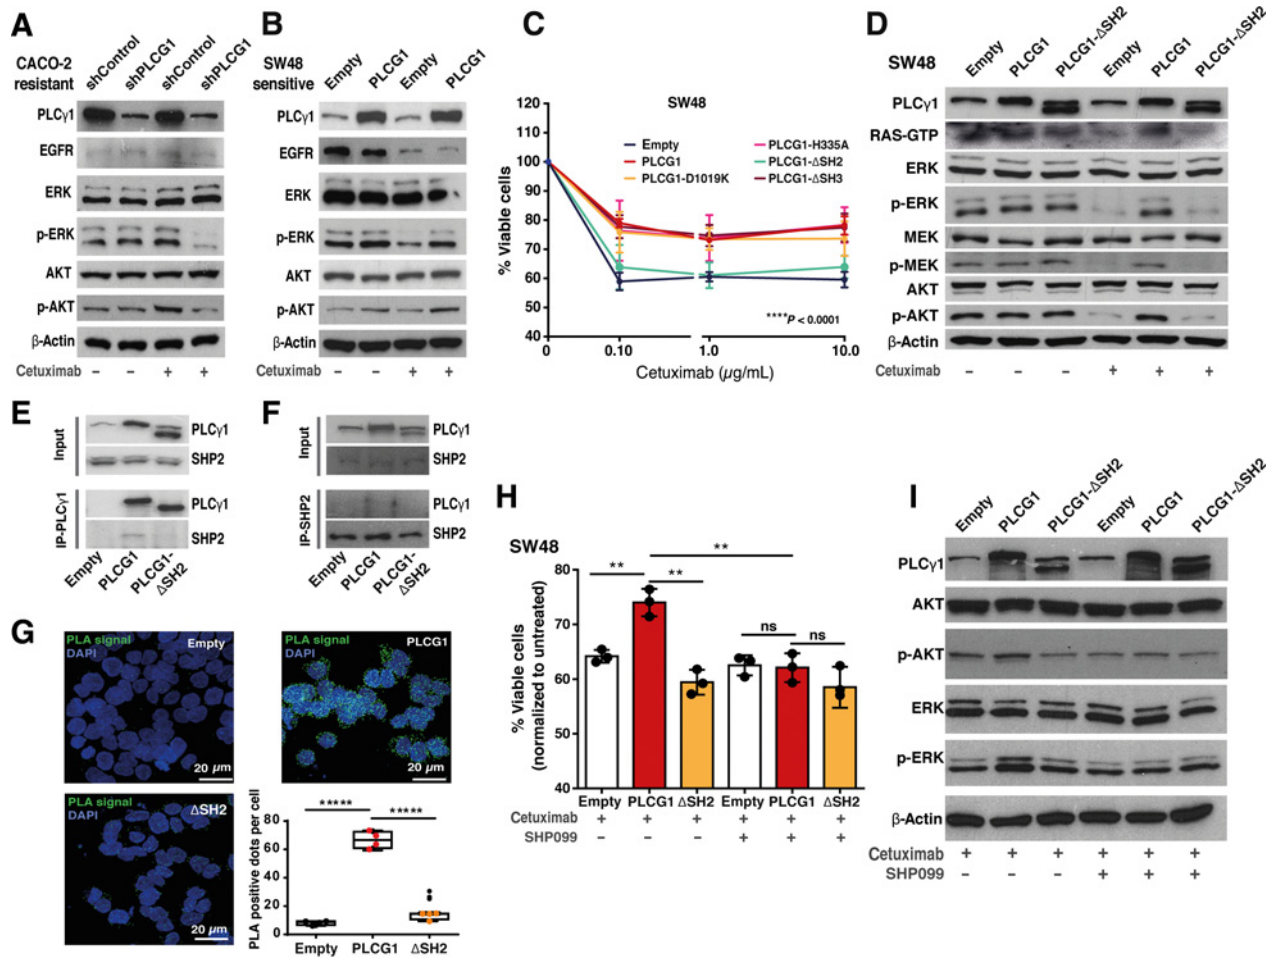 A
CACO-2
resistant
shControl
shPLCG1
shControl
shPLCG1
PLCγ1
EGFR
ERK
p-ERK
AKT
p-AKT
β-Actin
Cetuximab − − + +
B
SW48
sensitive
Empty
PLCG1
Empty
PLCG1
PLCγ1
EGFR
ERK
p-ERK
AKT
p-AKT
β-Actin
Cetuximab − − + +
C
SW48
% Viable cells
120
100
80
60
40
Empty
PLCG1
PLCG1-D1019K
PLCG1-H335A
PLCG1-ΔSH2
PLCG1-ΔSH3
****P < 0.0001
0 0.10 1.0 10.0
Cetuximab (μg/mL)
D
SW48
Empty
PLCG1
PLCG1-ΔSH2
Empty
PLCG1
PLCG1-ΔSH2
PLCγ1
RAS-GTP
ERK
p-ERK
MEK
p-MEK
AKT
p-AKT
β-Actin
Cetuximab − − − + + +
E
Input
PLCγ1
SHP2
IP-PLCγ1
PLCγ1
SHP2
Empty
PLCG1
PLCG1-
ΔSH2
F
Input
PLCγ1
SHP2
IP-SHP2
PLCγ1
SHP2
Empty
PLCG1
PLCG1-
ΔSH2
G
PLA signal
DAPI
Empty
20 μm
PLA signal
DAPI
PLCG1
20 μm
PLA signal
DAPI
ΔSH2
20 μm
PLA positive dots per cell
80
60
40
20
0
*****
*****
Empty PLCG1 ΔSH2
H
SW48
% Viable cells
(normalized to untreated)
80
70
60
50
40
**
**
**
ns
ns
Empty PLCG1 ΔSH2 Empty PLCG1 ΔSH2
Cetuximab + + + + + +
SHP099 − − − + + +
I
Empty
PLCG1
PLCG1-ΔSH2
Empty
PLCG1
PLCG1-ΔSH2
PLCγ1
AKT
p-AKT
ERK
p-ERK
β-Actin
Cetuximab + + + + + +
SHP099 − − − + + +